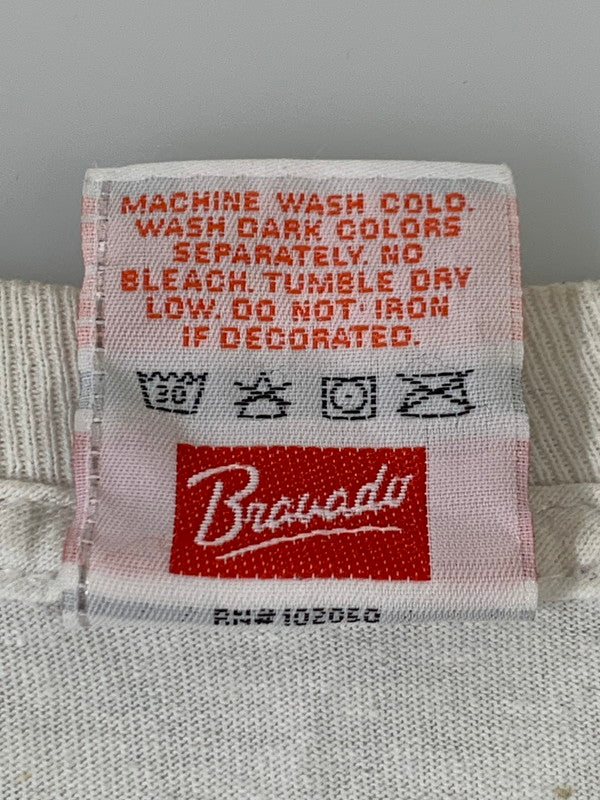 MACHINE WASH COLD.
WASH DARK COLORS
SEPARATELY. NO
BLEACH. TUMBLE DRY
LOW. DO NOT IRON
IF DECORATED.
30
Bravado
RN# 102050